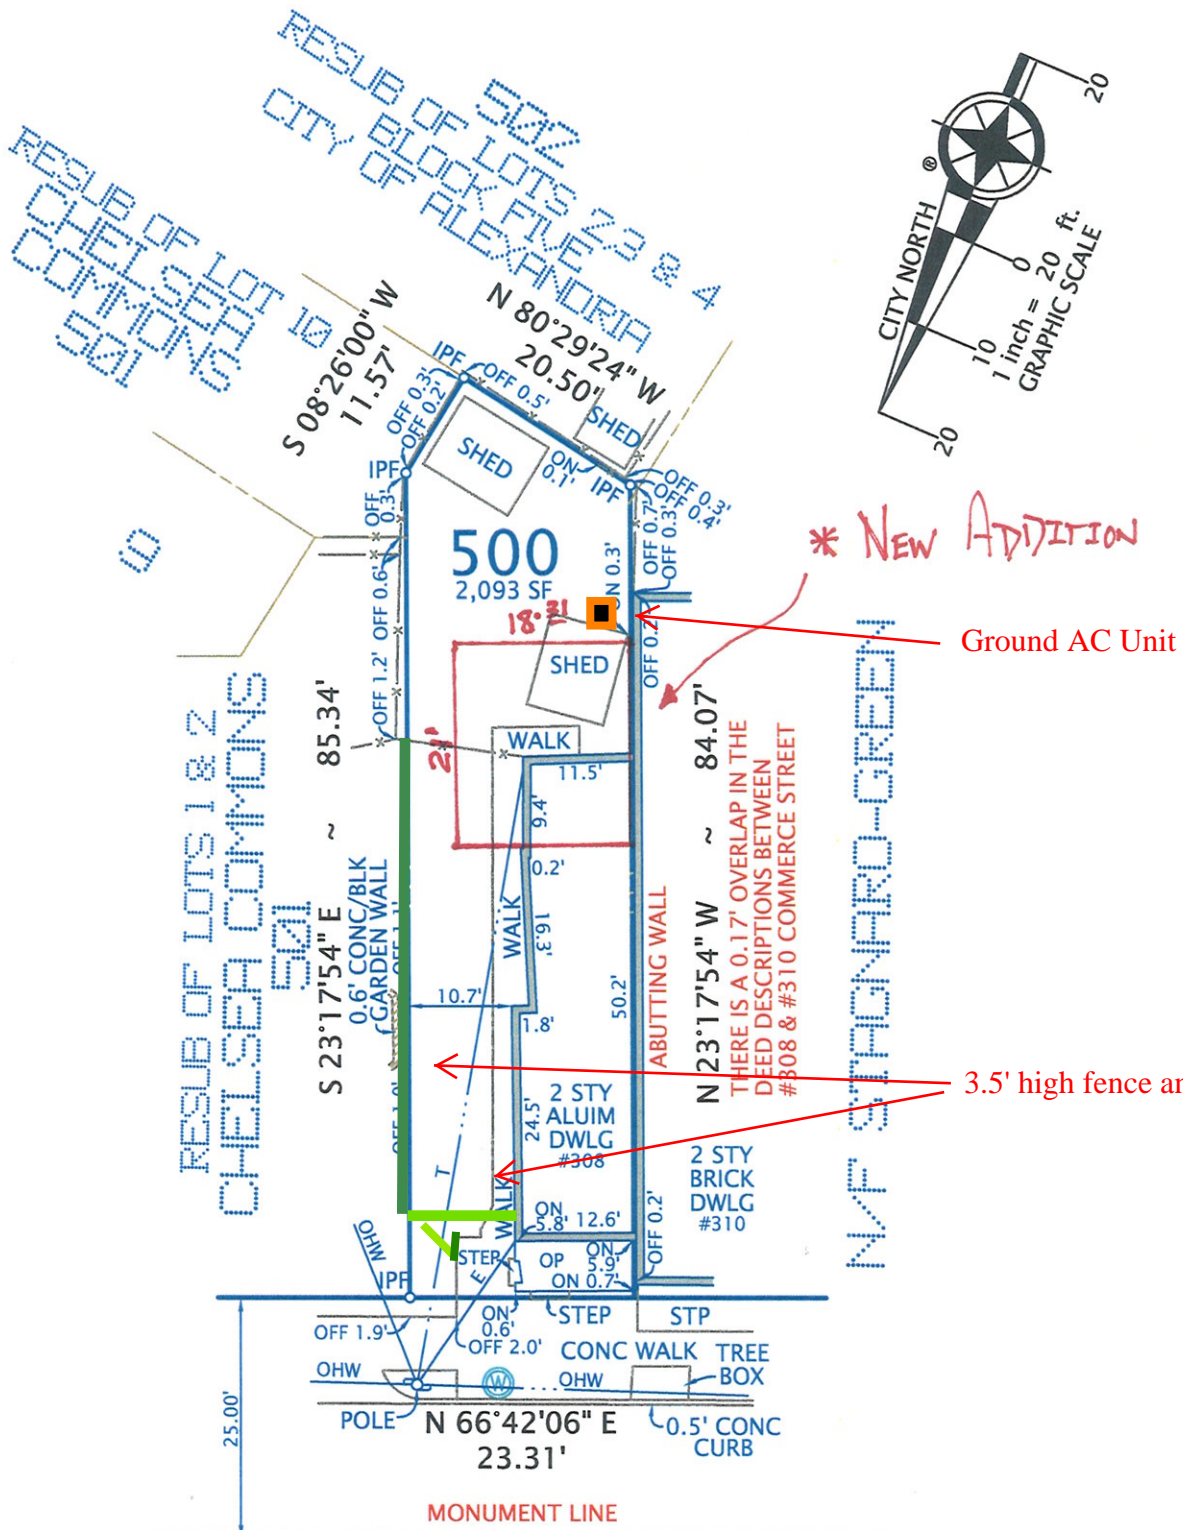 RESUB OF LOTS 2,3 & 4
502
BLOCK FIVE
CITY OF ALEXANDRIA
RESUB OF LOT 10
CHELSEA
COMMONS
501
20
®
CITY NORTH
0
10
20
1 inch = 20 ft.
GRAPHIC SCALE
S 08°26'00" W
11.57'
N 80°29'24" W
20.50'
IPF
OFF 0.3'
OFF 0.2'
OFF 0.5'
SHED
SHED
ON
0.1'
IPF
IPF
OFF 0.3'
OFF 0.4'
OFF
0.3'
OFF 0.7'
OFF 0.3'
ON 0.3'
500
2,093 SF
* NEW ADDITION
OFF 0.6'
OFF 1.2'
OFF 0.2'
SHED
Ground AC Unit
21'
WALK
11.5'
9.4'
0.2'
WALK
16.3'
10.7'
1.8'
50.2'
24.5'
2 STY
ALUIM
DWLG
#308
RESUB OF LOTS 1 & 2
CHELSEA COMMONS
501
S 23°17'54" E ~ 85.34'
0.6' CONC/BLK
GARDEN WALL
ABUTTING WALL
N 23°17'54" W ~ 84.07'
THERE IS A 0.17' OVERLAP IN THE
DEED DESCRIPTIONS BETWEEN
#308 & #310 COMMERCE STREET
N/F STAGNARO-GREEN
3.5' high fence
2 STY
BRICK
DWLG
#310
T
WALK
ON
5.8'
12.6'
OFF 0.2'
OHW
STEP
E
OP
ON
5.9'
ON 0.7'
IPF
OFF 1.9'
ON
0.6'
OFF 2.0'
STEP
STP
CONC WALK
TREE
BOX
OHW
W
OHW
POLE
N 66°42'06" E
23.31'
0.5' CONC
CURB
25.00'
MONUMENT LINE